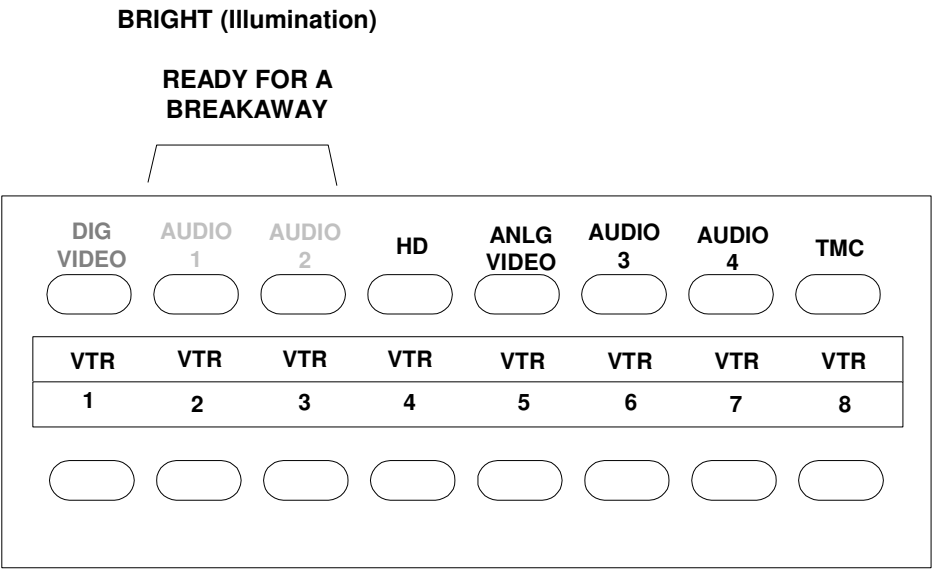 BRIGHT (Illumination)
READY FOR A
BREAKAWAY
DIG AUDIO AUDIO HD ANLG AUDIO AUDIO TMC
VIDEO 1 2 VIDEO 3 4
VTR VTR VTR VTR VTR VTR VTR VTR
1 2 3 4 5 6 7 8